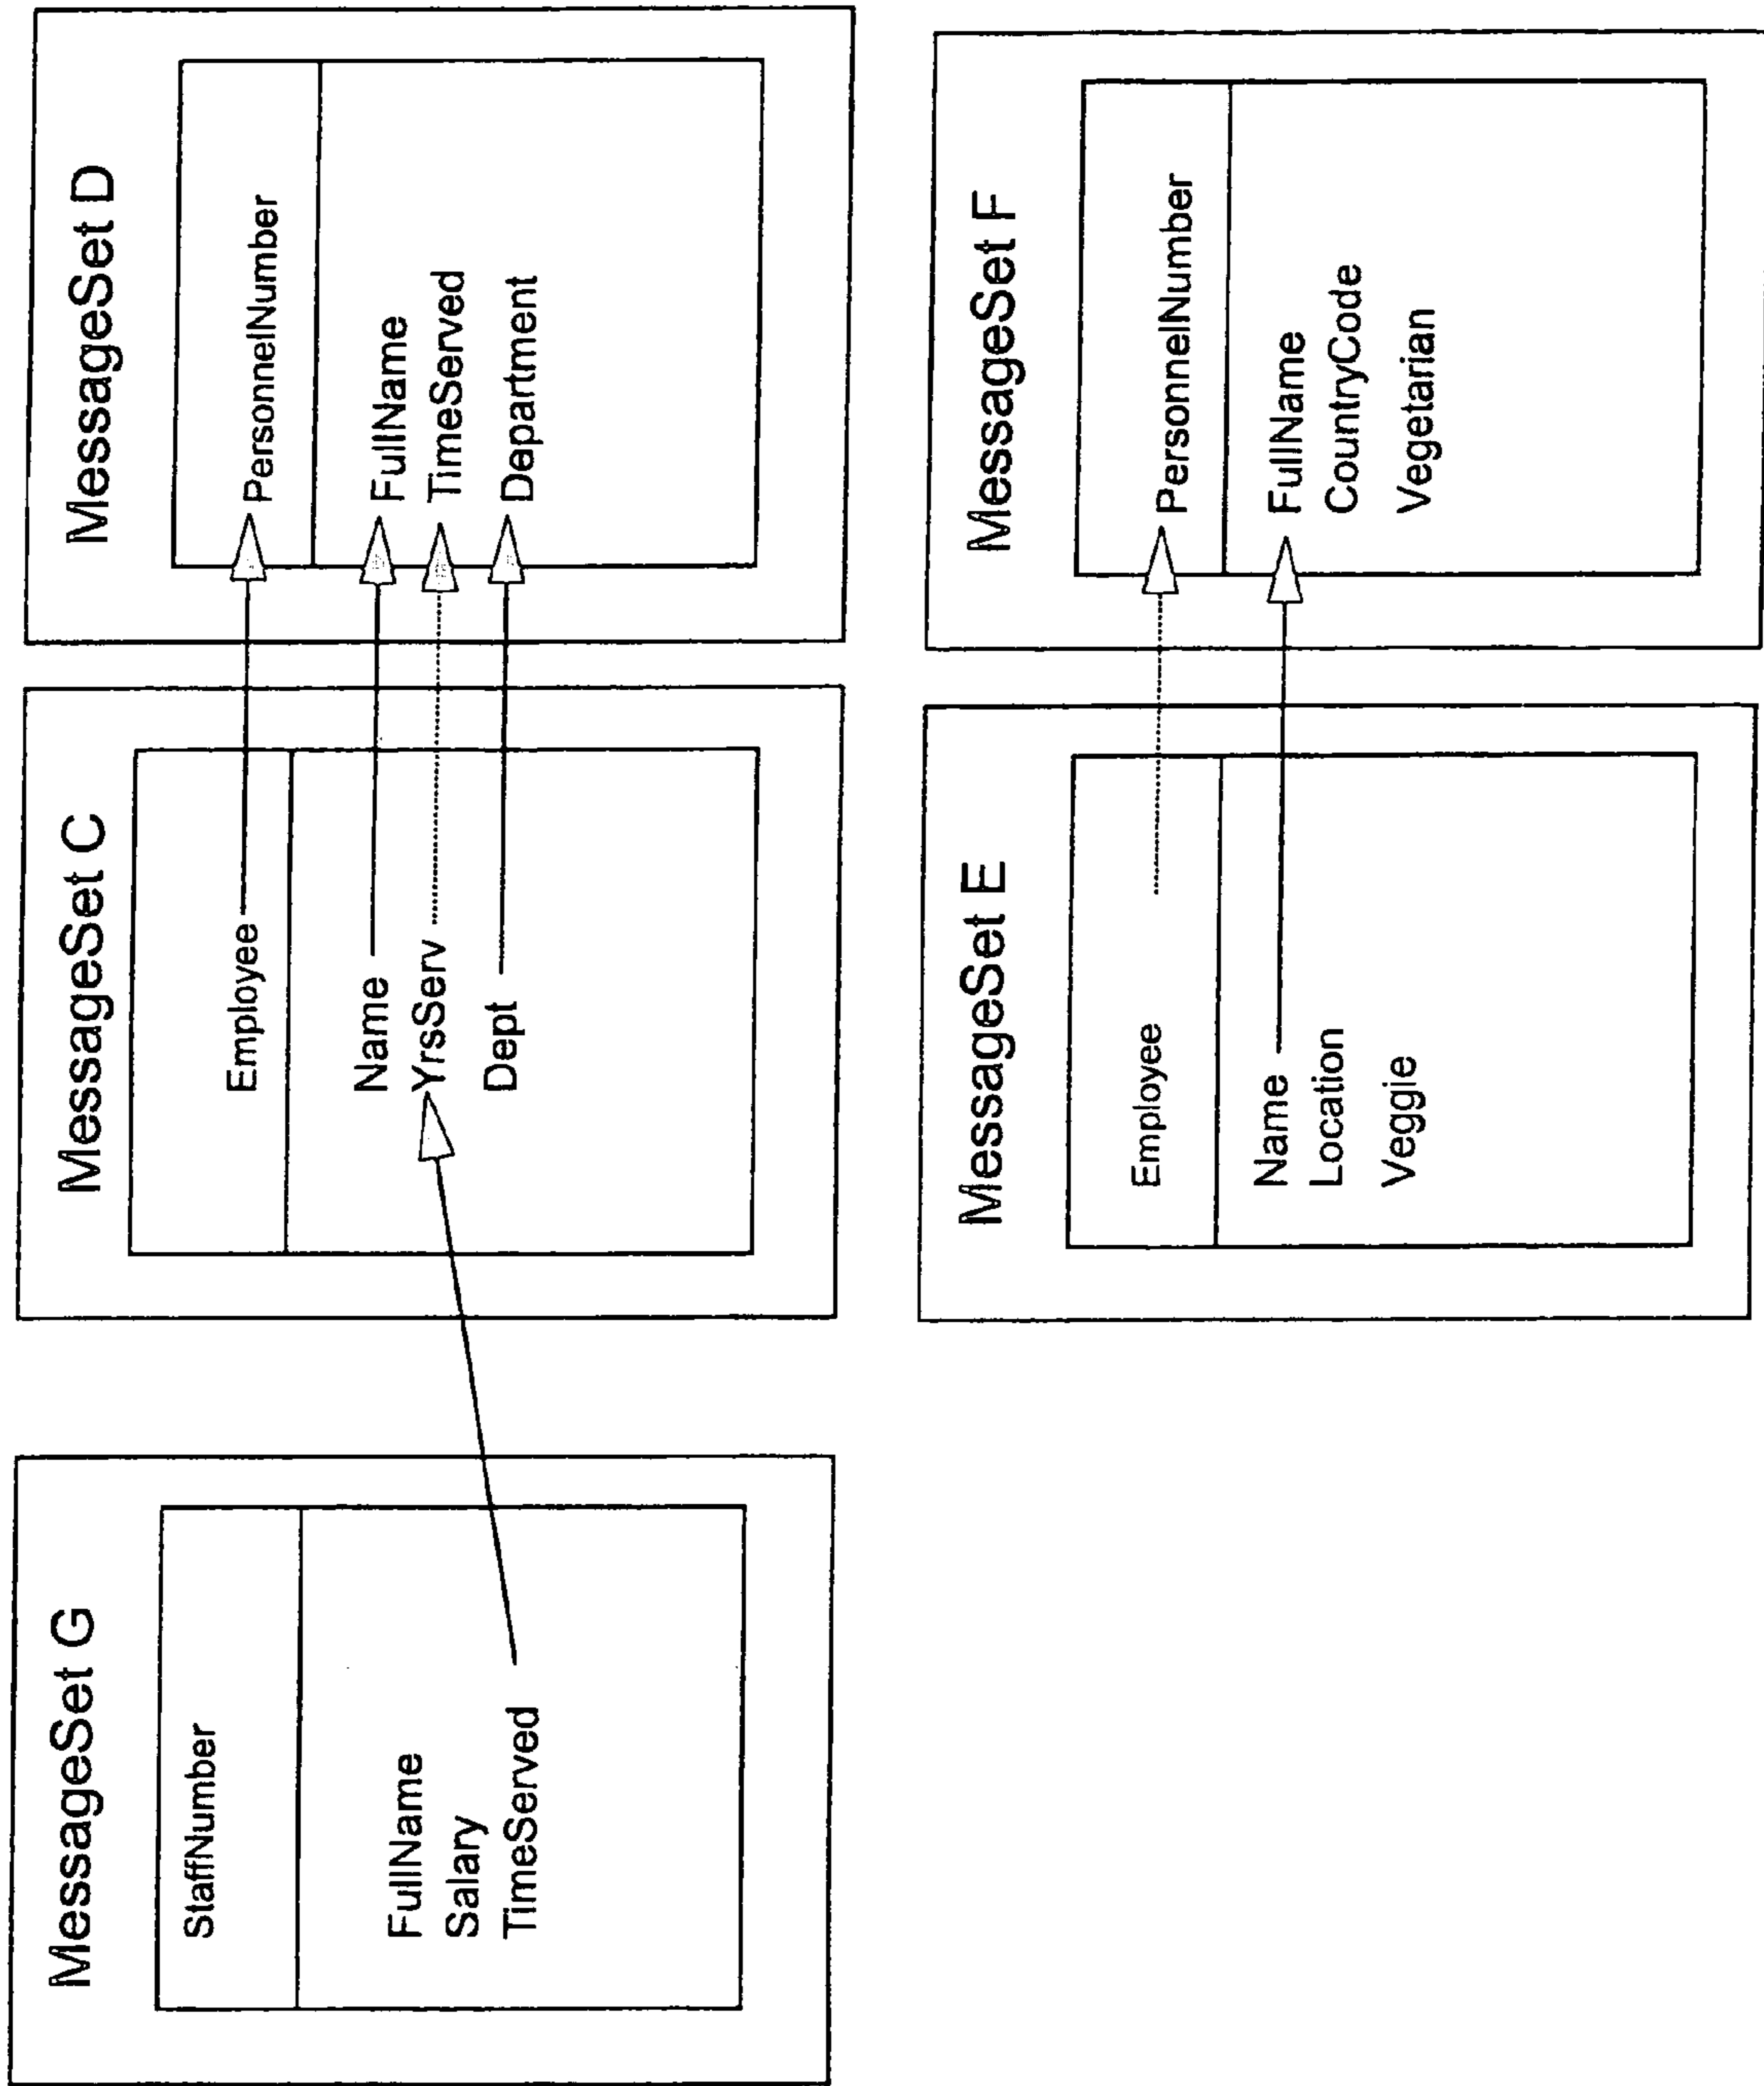 MessageSet G
StaffNumber
FullName
Salary
TimeServed
MessageSet C
Employee
Name
YrsServ
Dept
MessageSet D
PersonnelNumber
FullName
TimeServed
Department
MessageSet E
Employee
Name
Location
Veggie
MessageSet F
PersonnelNumber
FullName
CountryCode
Vegetarian